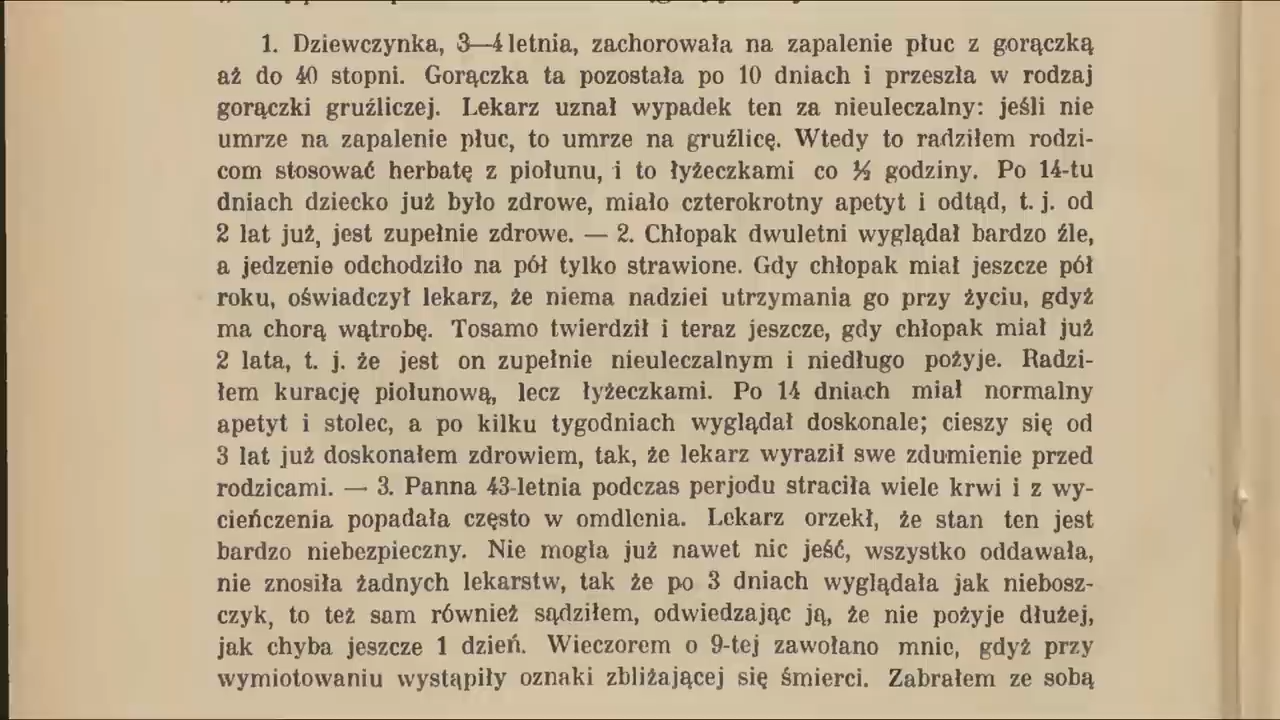 1. Dziewczynka, 3—4letnia, zachorowała na zapalenie płuc z gorączką
aż do 40 stopni. Gorączka ta pozostała po 10 dniach i przeszła w rodzaj
gorączki gruźliczej. Lekarz uznał wypadek ten za nieuleczalny: jeśli nie
umrze na zapalenie płuc, to umrze na gruźlicę. Wtedy to radziłem rodzi-
com stosować herbatę z piołunu, i to łyżeczkami co ½ godziny. Po 14-tu
dniach dziecko już było zdrowe, miało czterokrotny apetyt i odtąd, t. j. od
2 lat już, jest zupełnie zdrowe. — 2. Chłopak dwuletni wyglądał bardzo źle,
a jedzenie odchodziło na pół tylko strawione. Gdy chłopak miał jeszcze pół
roku, oświadczył lekarz, że niema nadziei utrzymania go przy życiu, gdyż
ma chorą wątrobę. Tosamo twierdził i teraz jeszcze, gdy chłopak miał już
2 lata, t. j. że jest on zupełnie nieuleczalnym i niedługo pożyje. Radzi-
łem kurację piołunową, lecz łyżeczkami. Po 14 dniach miał normalny
apetyt i stolec, a po kilku tygodniach wyglądał doskonale; cieszy się od
3 lat już doskonałem zdrowiem, tak, że lekarz wyraził swe zdumienie przed
rodzicami. — 3. Panna 43-letnia podczas perjodu straciła wiele krwi i z wy-
cieńczenia popadała często w omdlenia. Lekarz orzekł, że stan ten jest
bardzo niebezpieczny. Nie mogła już nawet nic jeść, wszystko oddawała,
nie znosiła żadnych lekarstw, tak że po 3 dniach wyglądała jak niebosz-
czyk, to też sam również sądziłem, odwiedzając ją, że nie pożyje dłużej,
jak chyba jeszcze 1 dzień. Wieczorem o 9-tej zawołano mnie, gdyż przy
wymiotowaniu wystąpiły oznaki zbliżającej się śmierci. Zabrałem ze sobą